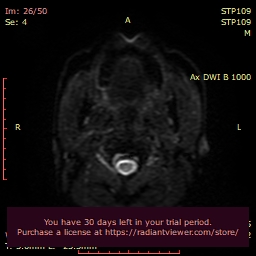 Im: 26/50
Se: 4
STP109
STP109
M
A
Ax DWI B 1000
R
L
You have 30 days left in your trial period.
Purchase a license at https://radiantviewer.com/store/